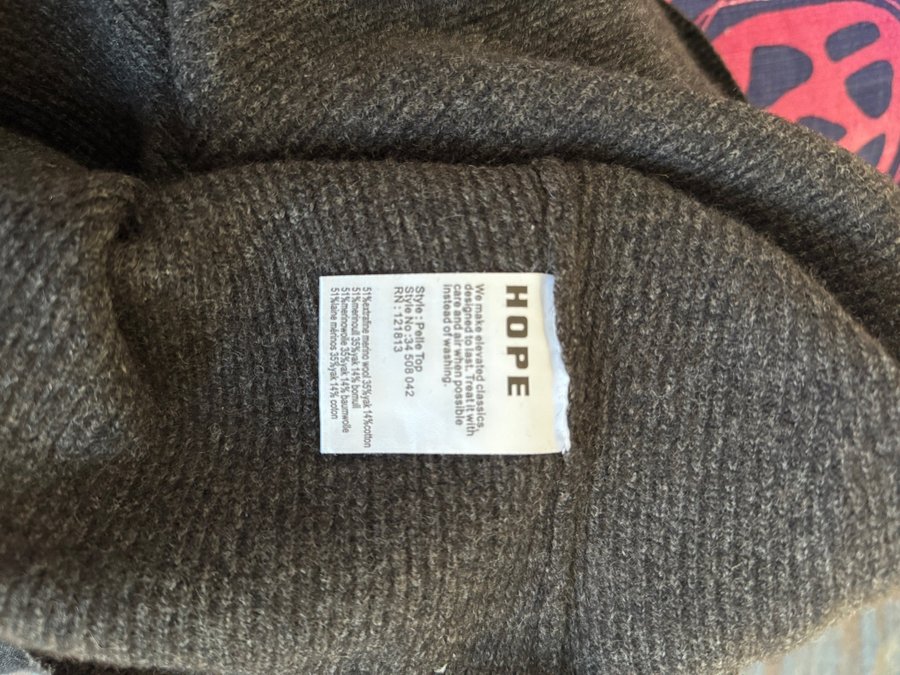 HOPE
We make elevated classics,
designed to last. Treat it with
care and air when possible
instead of washing.
Style : Pelle Top
Style No:34 508 042
RN : 121813
51%extrafine merino wool 35%yak 14%cotton
51%merinoull 35%yak 14% bomull
51%merinowolle 35%yak 14% baumwolle
51%laine mérinos 35%yak 14% coton